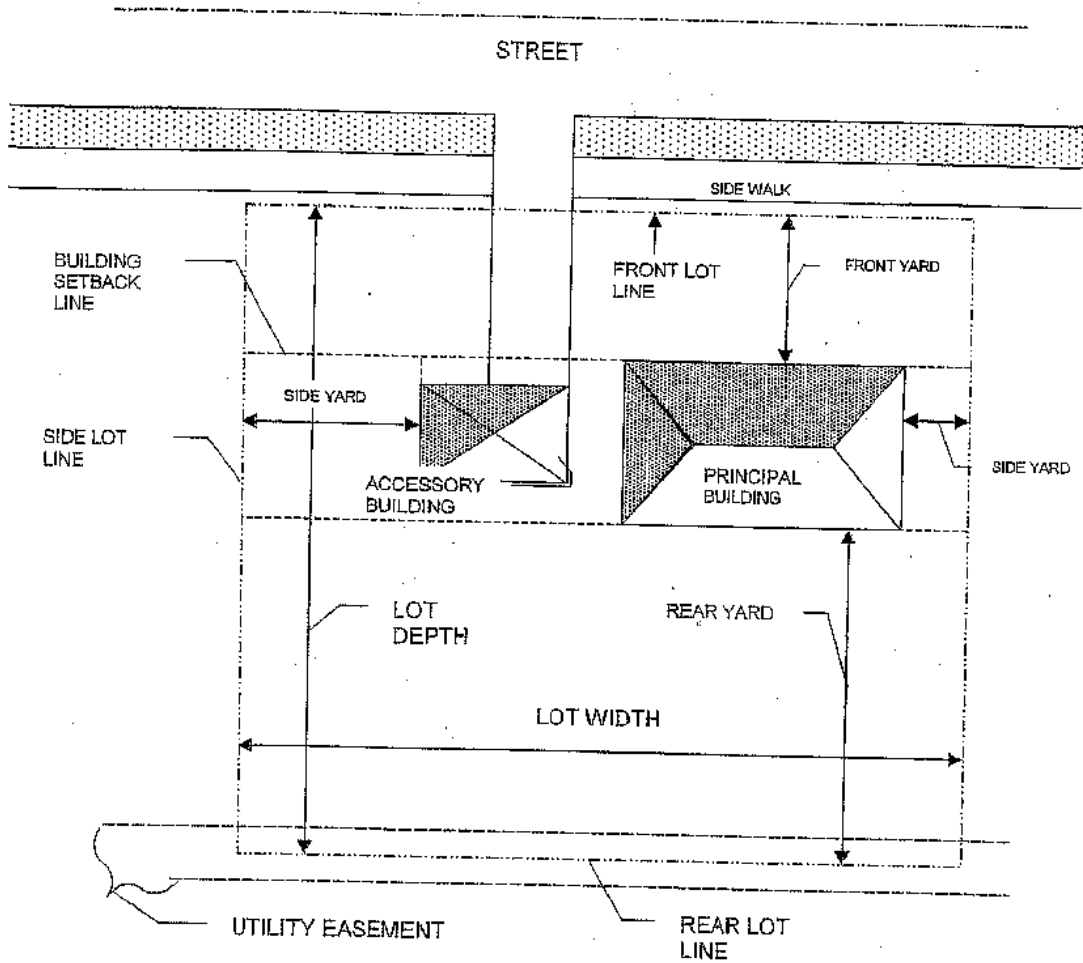 STREET
SIDE WALK
BUILDING
SETBACK
LINE
FRONT LOT
LINE
FRONT YARD
SIDE YARD
SIDE LOT
LINE
ACCESSORY
BUILDING
PRINCIPAL
BUILDING
SIDE YARD
LOT
DEPTH
REAR YARD
LOT WIDTH
UTILITY EASEMENT
REAR LOT
LINE